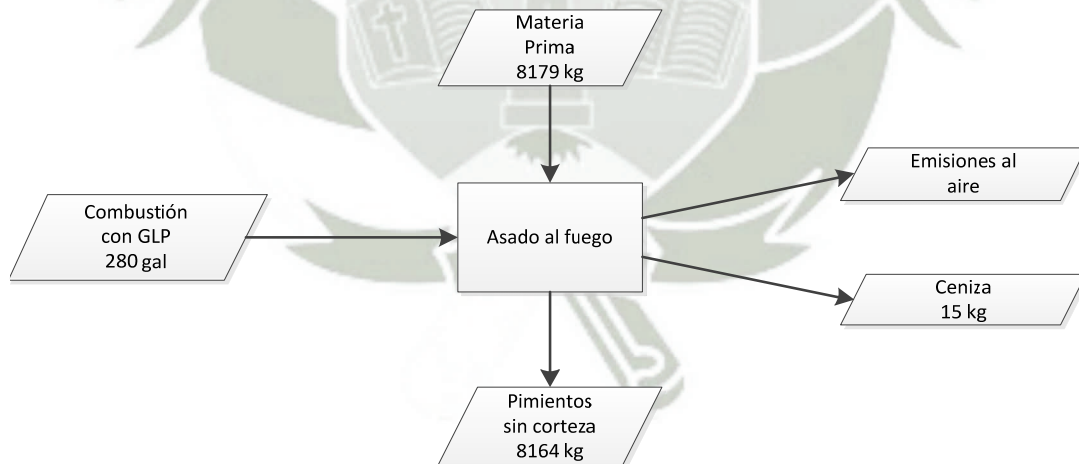 Materia
Prima
8179 kg
Emisiones al
aire
Combustión
con GLP
280 gal
Asado al fuego
Ceniza
15 kg
Pimientos
sin corteza
8164 kg